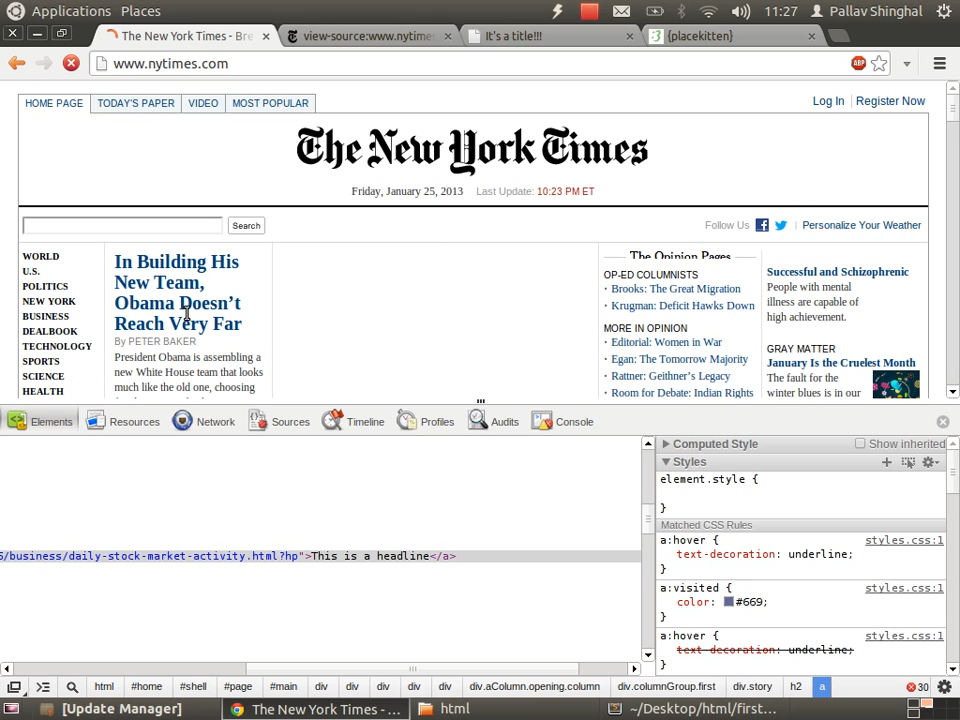 Applications Places
11:27 Pallav Shinghal
The New York Times - Bre
view-source:www.nytimes
It's a title!!!
{placekitten}
www.nytimes.com
ABP
HOME PAGE TODAY'S PAPER VIDEO MOST POPULAR
Log In Register Now
The New York Times
Friday, January 25, 2013 Last Update: 10:23 PM ET
Search
Follow Us Personalize Your Weather
WORLD
U.S.
POLITICS
NEW YORK
BUSINESS
DEALBOOK
TECHNOLOGY
SPORTS
SCIENCE
HEALTH
In Building His
New Team,
Obama Doesn't
Reach Very Far
By PETER BAKER
President Obama is assembling a
new White House team that looks
much like the old one, choosing
The Opinion Pages
OP-ED COLUMNISTS
· Brooks: The Great Migration
· Krugman: Deficit Hawks Down
MORE IN OPINION
· Editorial: Women in War
· Egan: The Tomorrow Majority
· Rattner: Geithner's Legacy
· Room for Debate: Indian Rights
Successful and Schizophrenic
People with mental
illness are capable of
high achievement.
GRAY MATTER
January Is the Cruelest Month
The fault for the
winter blues is in our
Elements Resources Network Sources Timeline Profiles Audits Console
5/business/daily-stock-market-activity.html?hp">This is a headline</a>
Computed Style Show inherited
Styles
element.style {
}
Matched CSS Rules
a:hover { styles.css:1
text-decoration: underline;
}
a:visited { styles.css:1
color: #669;
}
a:hover { styles.css:1
text-decoration: underline;
}
html #home #shell #page #main div div div div div div.aColumn.opening.column div.columnGroup.first div.story h2 a
30
[Update Manager]
The New York Times - ...
html
~/Desktop/html/first...